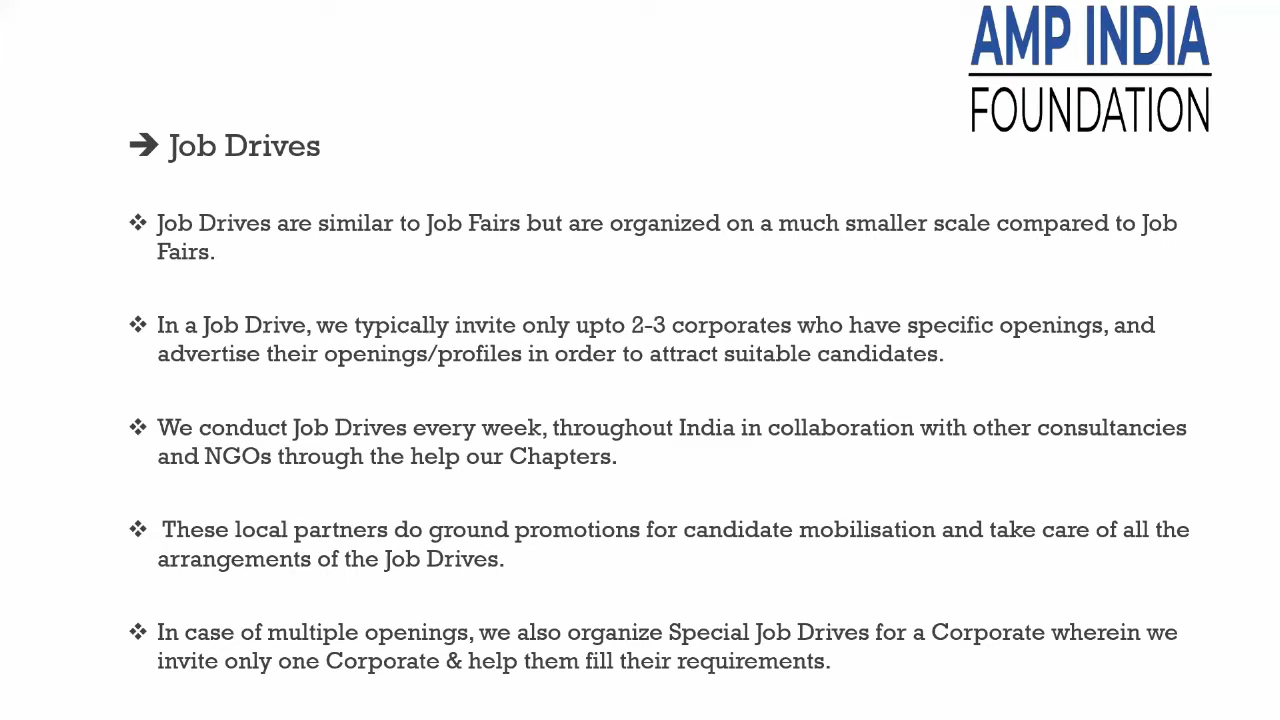 AMP INDIA
FOUNDATION
➔ Job Drives
❖ Job Drives are similar to Job Fairs but are organized on a much smaller scale compared to Job
Fairs.
❖ In a Job Drive, we typically invite only upto 2-3 corporates who have specific openings, and
advertise their openings/profiles in order to attract suitable candidates.
❖ We conduct Job Drives every week, throughout India in collaboration with other consultancies
and NGOs through the help our Chapters.
❖ These local partners do ground promotions for candidate mobilisation and take care of all the
arrangements of the Job Drives.
❖ In case of multiple openings, we also organize Special Job Drives for a Corporate wherein we
invite only one Corporate & help them fill their requirements.